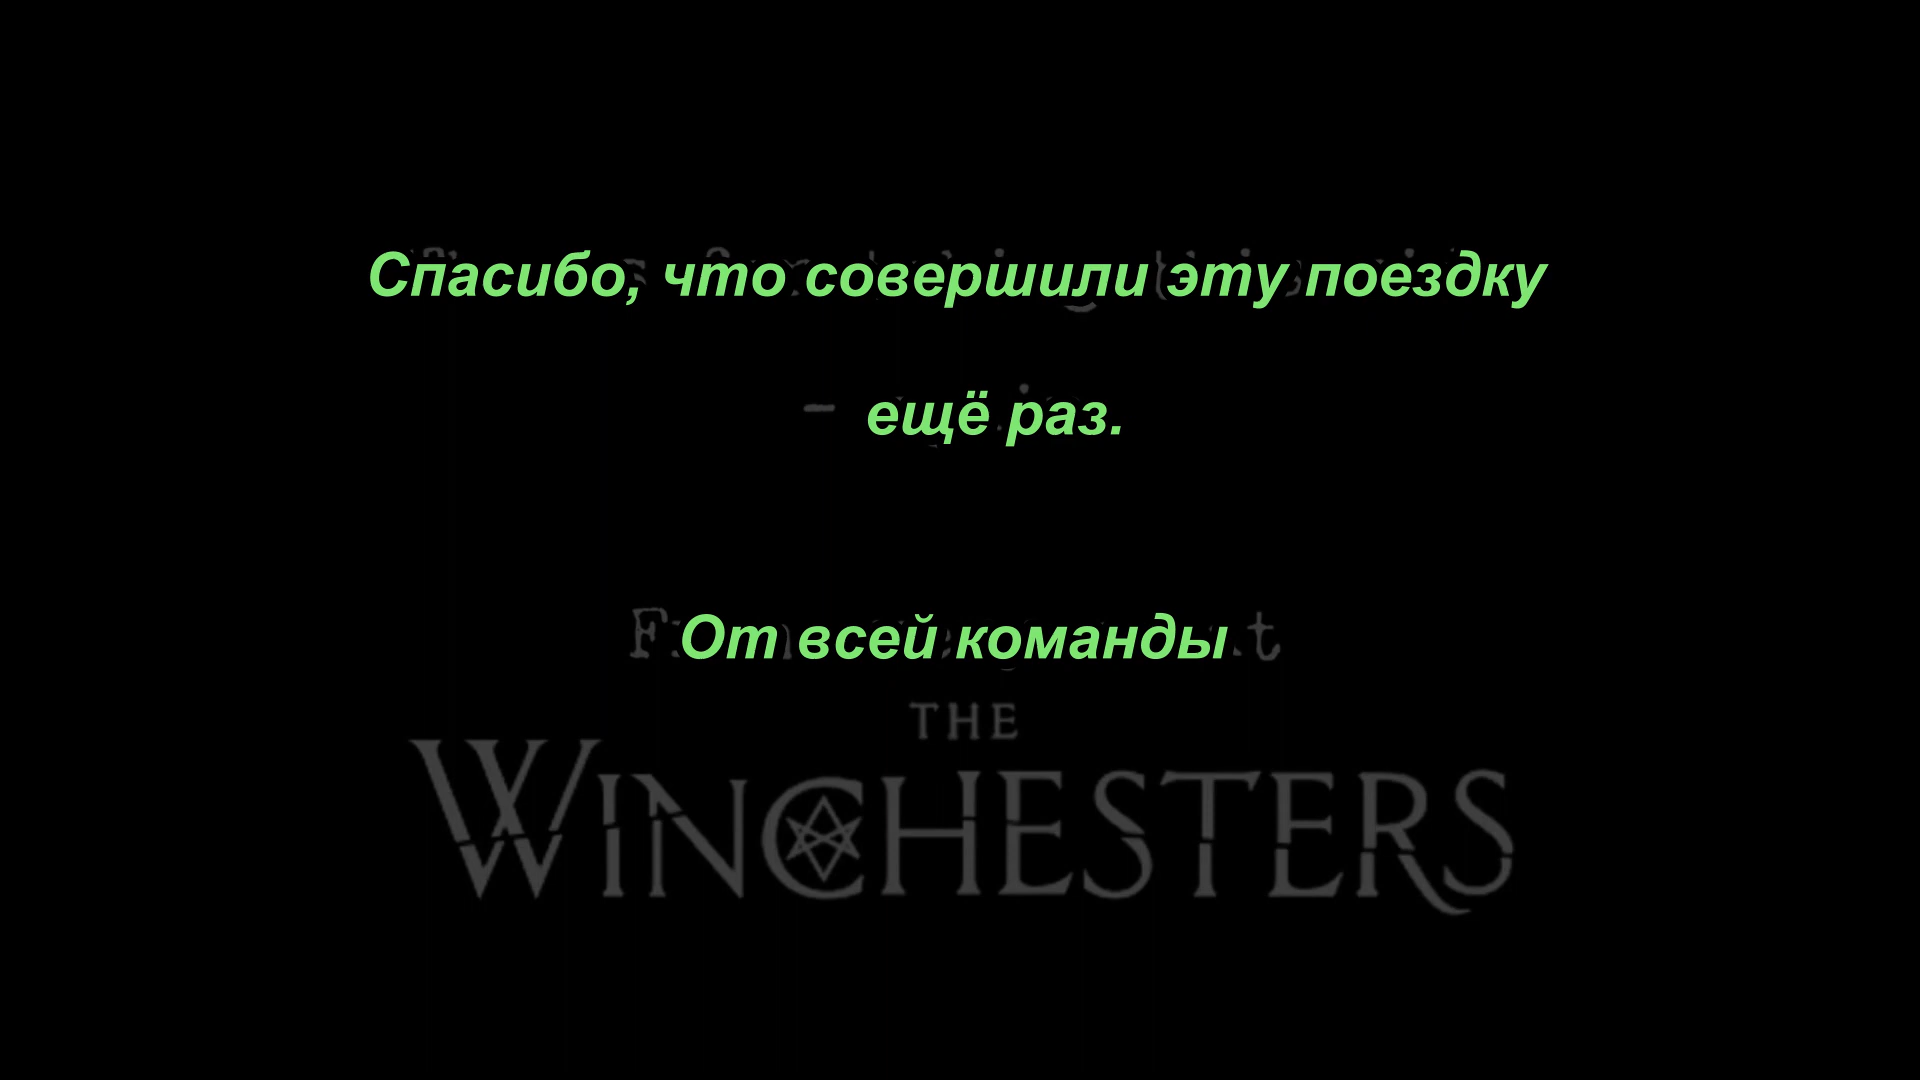 Спасибо, что совершили эту поездку
ещё раз.
От всей команды
THE
WINCHESTERS